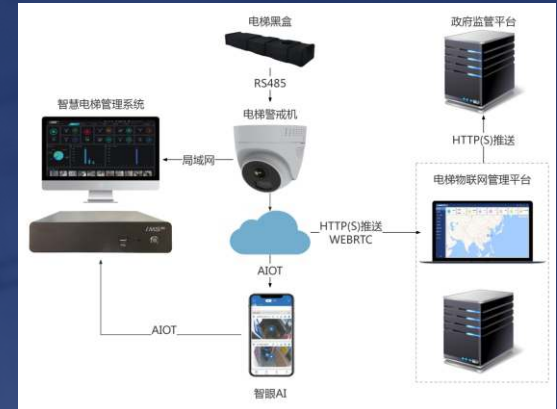 电梯黑盒
政府监管平台
RS485
智慧电梯管理系统
电梯警戒机
HTTP(S)推送
局域网
电梯物联网管理平台
HTTP(S)推送
WEBRTC
AIOT
AIOT
智眼AI